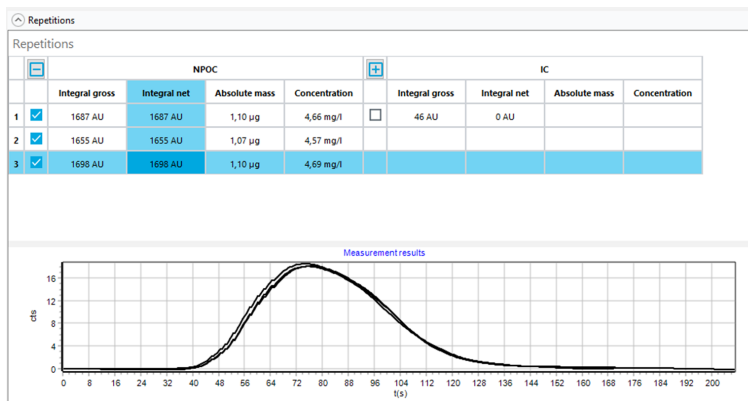 Repetitions
Repetitions
NPOC IC
Integral gross Integral net Absolute mass Concentration Integral gross Integral net Absolute mass Concentration
1 1687 AU 1687 AU 1,10 µg 4,66 mg/l 46 AU 0 AU
2 1655 AU 1655 AU 1,07 µg 4,57 mg/l
3 1698 AU 1698 AU 1,10 µg 4,69 mg/l
Measurement results
16
12
cts
8
4
0
0 8 16 24 32 40 48 56 64 72 80 88 96 104 112 120 128 136 144 152 160 168 176 184 192 200
t(s)